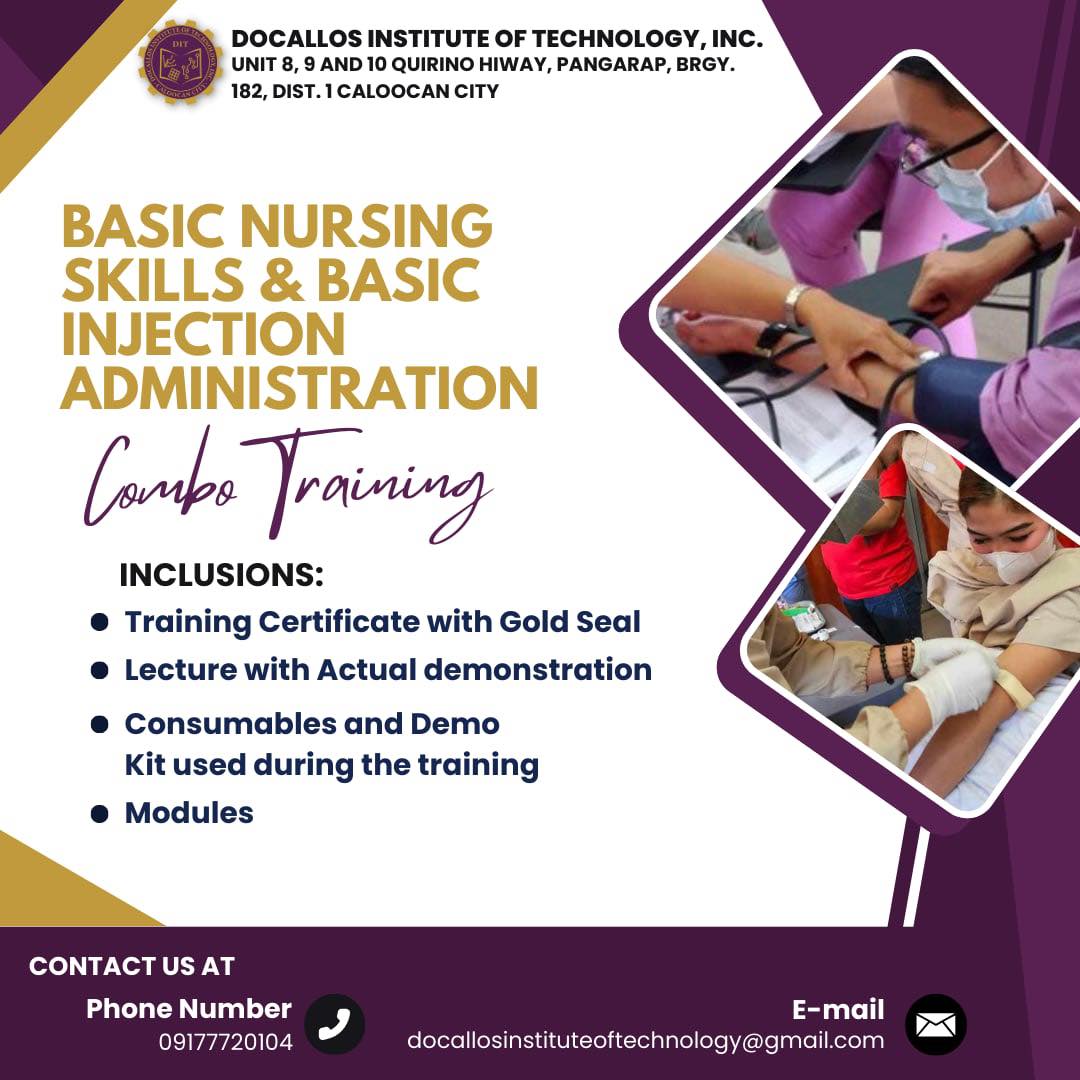 DIT
DOCALLOS INSTITUTE OF TECHNOLOGY, INC.
UNIT 8, 9 AND 10 QUIRINO HIWAY, PANGARAP, BRGY.
182, DIST. 1 CALOOCAN CITY
BASIC NURSING
SKILLS & BASIC
INJECTION
ADMINISTRATION
Combo Training
INCLUSIONS:
Training Certificate with Gold Seal
Lecture with Actual demonstration
Consumables and Demo
Kit used during the training
Modules
CONTACT US AT
Phone Number
09177720104
E-mail
docallosinstituteoftechnology@gmail.com